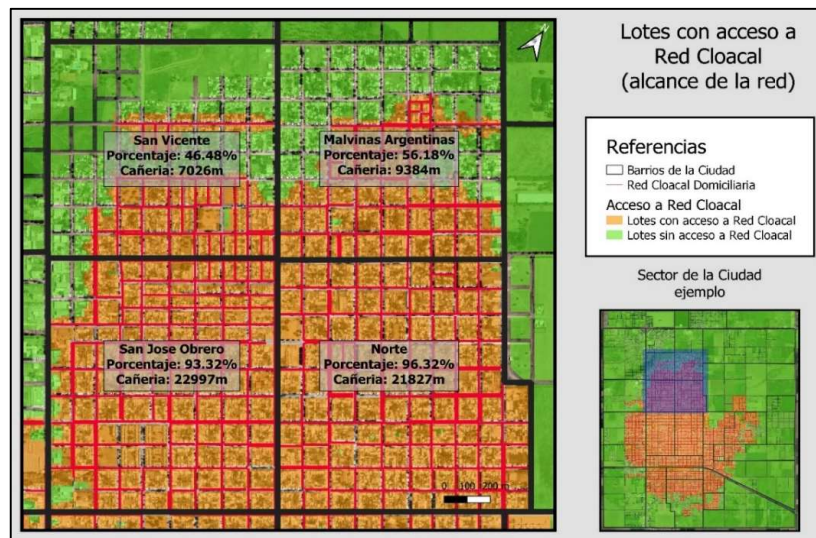 Lotes con acceso a
Red Cloacal
(alcance de la red)
San Vicente
Porcentaje: 46.48%
Cañeria: 7026m
Malvinas Argentinas
Porcentaje: 56.18%
Cañeria: 9384m
San Jose Obrero
Porcentaje: 93.32%
Cañeria: 22997m
Norte
Porcentaje: 96.32%
Cañeria: 21827m
0 100 200 m
Referencias
Barrios de la Ciudad
Red Cloacal Domiciliaria
Acceso a Red Cloacal
Lotes con acceso a Red Cloacal
Lotes sin acceso a Red Cloacal
Sector de la Ciudad
ejemplo